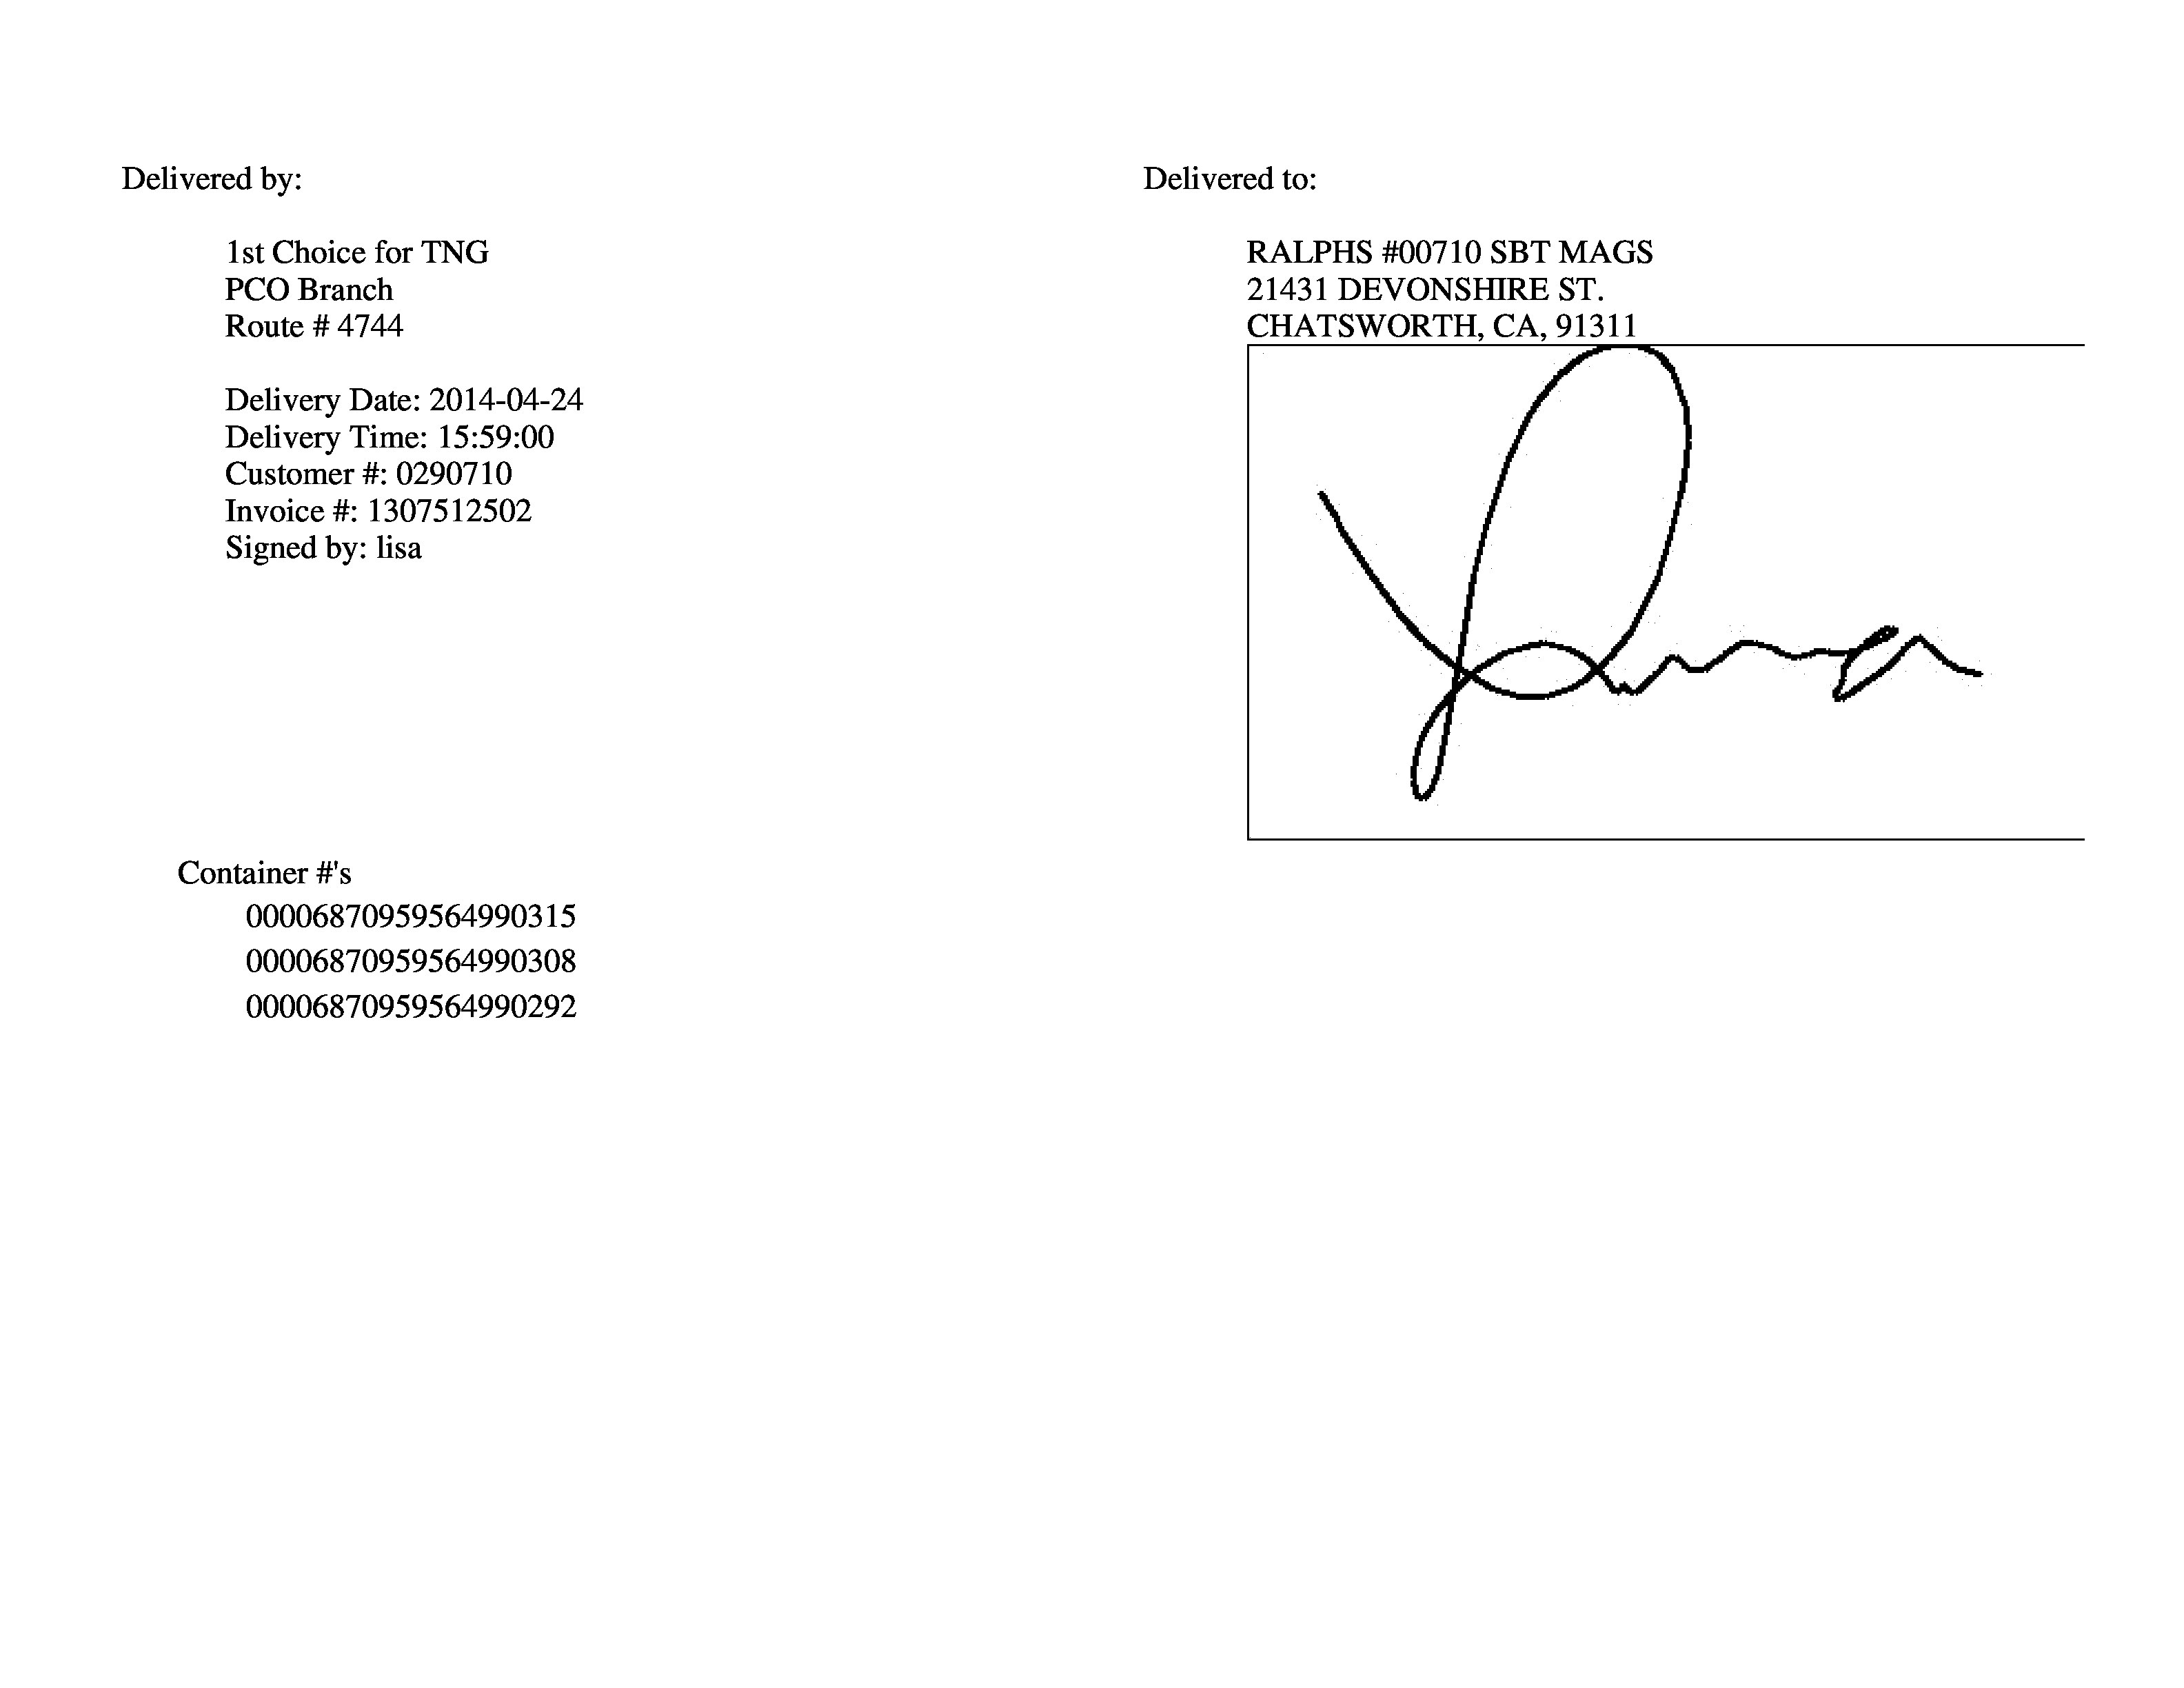 Delivered by:
1st Choice for TNG
PCO Branch
Route # 4744
Delivery Date: 2014-04-24
Delivery Time: 15:59:00
Customer #: 0290710
Invoice #: 1307512502
Signed by: lisa
Delivered to:
RALPHS #00710 SBT MAGS
21431 DEVONSHIRE ST.
CHATSWORTH, CA, 91311
Container #'s
00006870959564990315
00006870959564990308
00006870959564990292